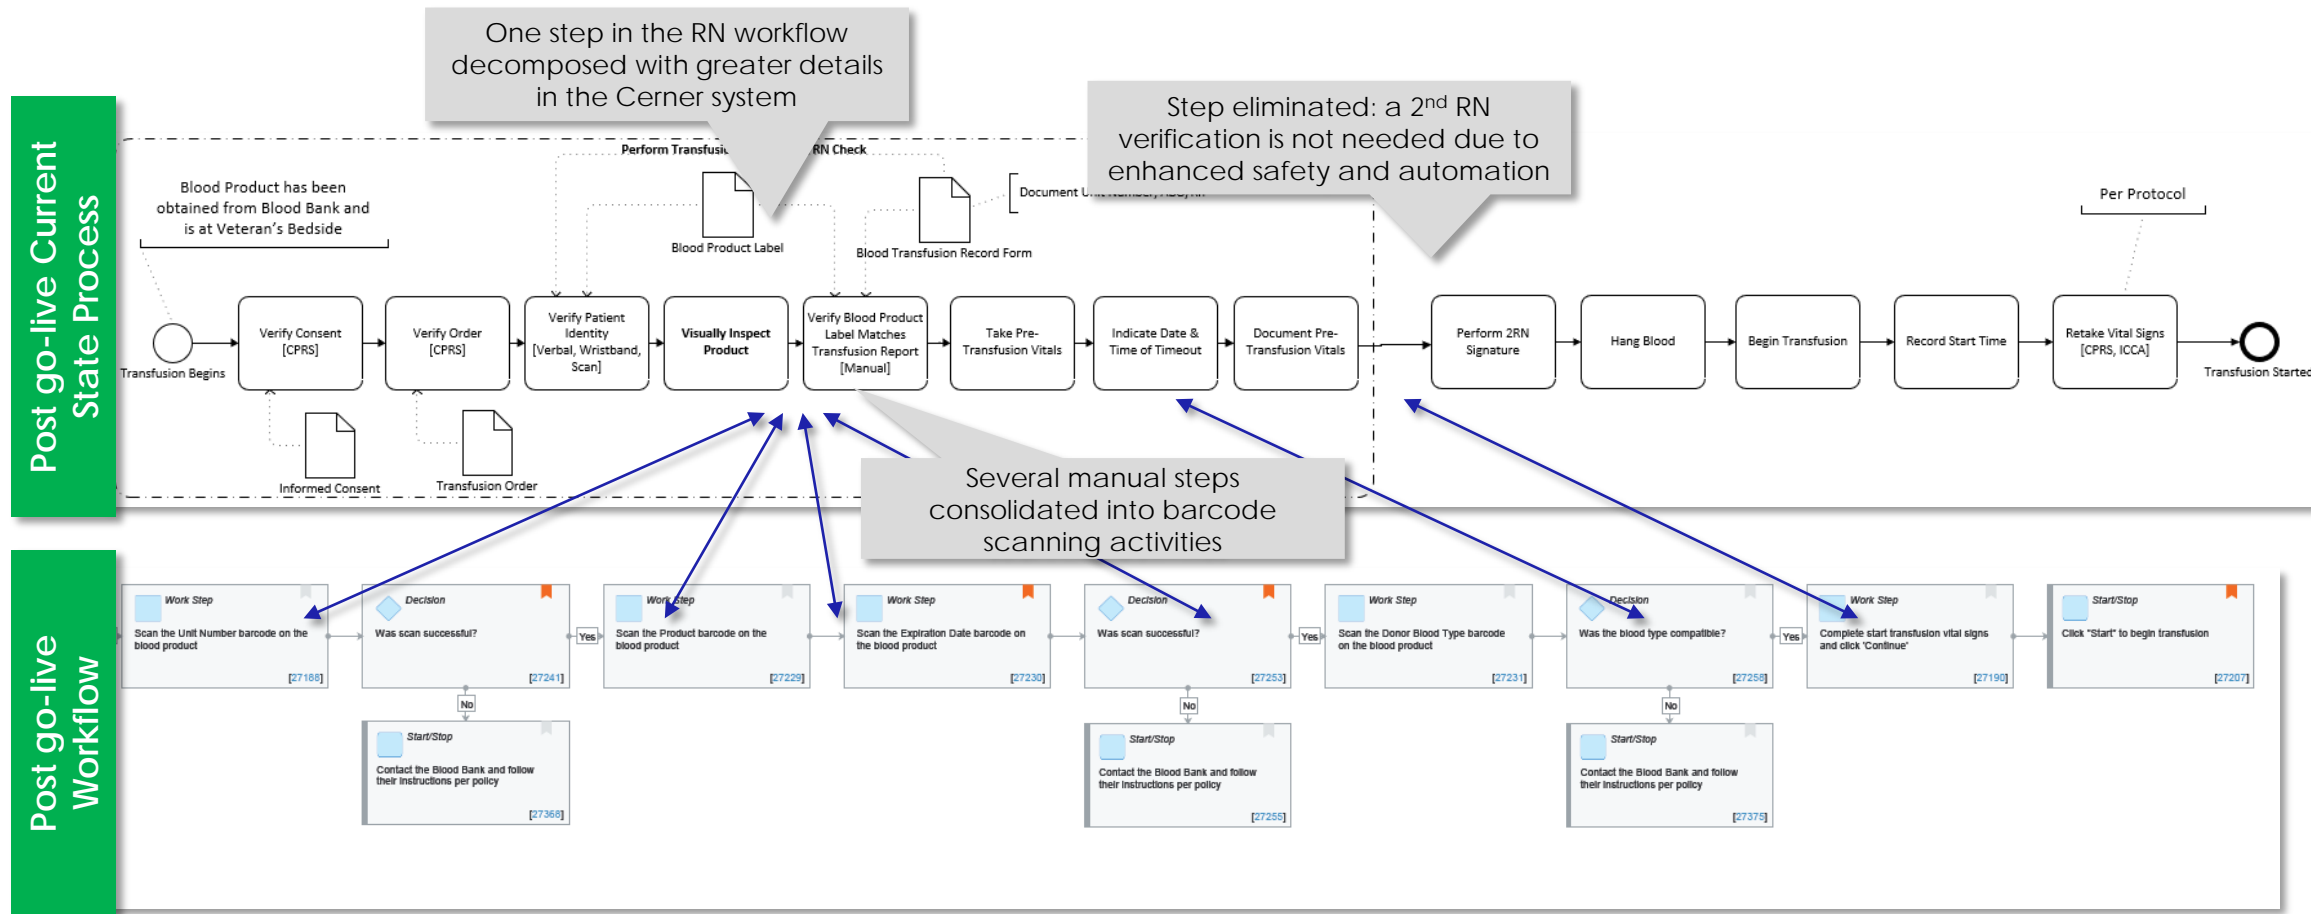 One step in the RN workflow
decomposed with greater details
in the Cerner system
Step eliminated: a 2nd RN
verification is not needed due to
enhanced safety and automation
Post go-live Current
State Process
Perform Transfusi
RN Check
Blood Product has been
obtained from Blood Bank and
is at Veteran's Bedside
Blood Product Label
Document
Blood Transfusion Record Form
Per Protocol
Transfusion Begins
Verify Consent
[CPRS]
Verify Order
[CPRS]
Verify Patient
Identity
[Verbal, Wristband,
Scan]
Visually Inspect
Product
Verify Blood Product
Label Matches
Transfusion Report
[Manual]
Take Pre-
Transfusion Vitals
Indicate Date &
Time of Timeout
Document Pre-
Transfusion Vitals
Perform 2RN
Signature
Hang Blood
Begin Transfusion
Record Start Time
Retake Vital Signs
[CPRS, ICCA]
Transfusion Started
Informed Consent
Transfusion Order
Several manual steps
consolidated into barcode
scanning activities
Post go-live
Workflow
Work Step
Scan the Unit Number barcode on the
blood product
[27188]
Decision
Was scan successful?
[27241]
Yes
Work Step
Scan the Product barcode on the
blood product
[27229]
Work Step
Scan the Expiration Date barcode on
the blood product
[27230]
Decision
Was scan successful?
[27253]
Yes
Work Step
Scan the Donor Blood Type barcode
on the blood product
[27231]
Decision
Was the blood type compatible?
[27258]
Yes
Work Step
Complete start transfusion vital signs
and click 'Continue'
[27190]
Start/Stop
Click "Start" to begin transfusion
[27207]
No
Start/Stop
Contact the Blood Bank and follow
their instructions per policy
[27368]
No
Start/Stop
Contact the Blood Bank and follow
their instructions per policy
[27255]
No
Start/Stop
Contact the Blood Bank and follow
their instructions per policy
[27375]